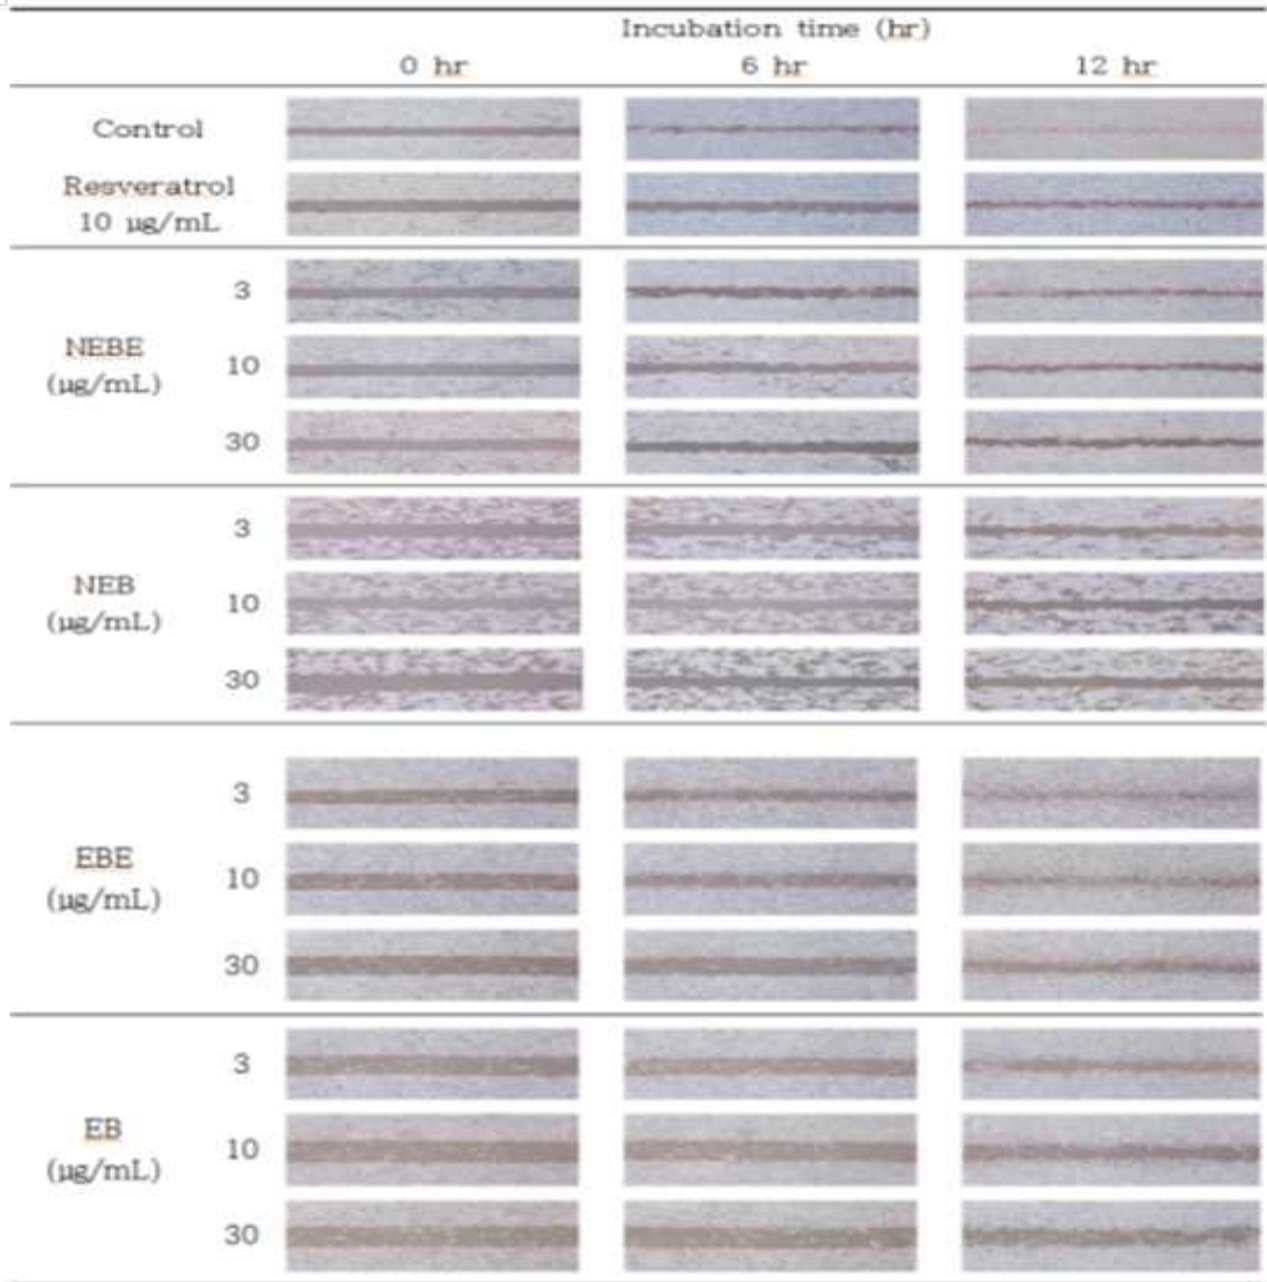 Incubation time (hr)
0 hr 6 hr 12 hr
Control
Resveratrol
10 µg/mL
3
NEBE
(µg/mL)
10
30
3
NEB
(µg/mL)
10
30
3
EBE
(µg/mL)
10
30
3
EB
(µg/mL)
10
30